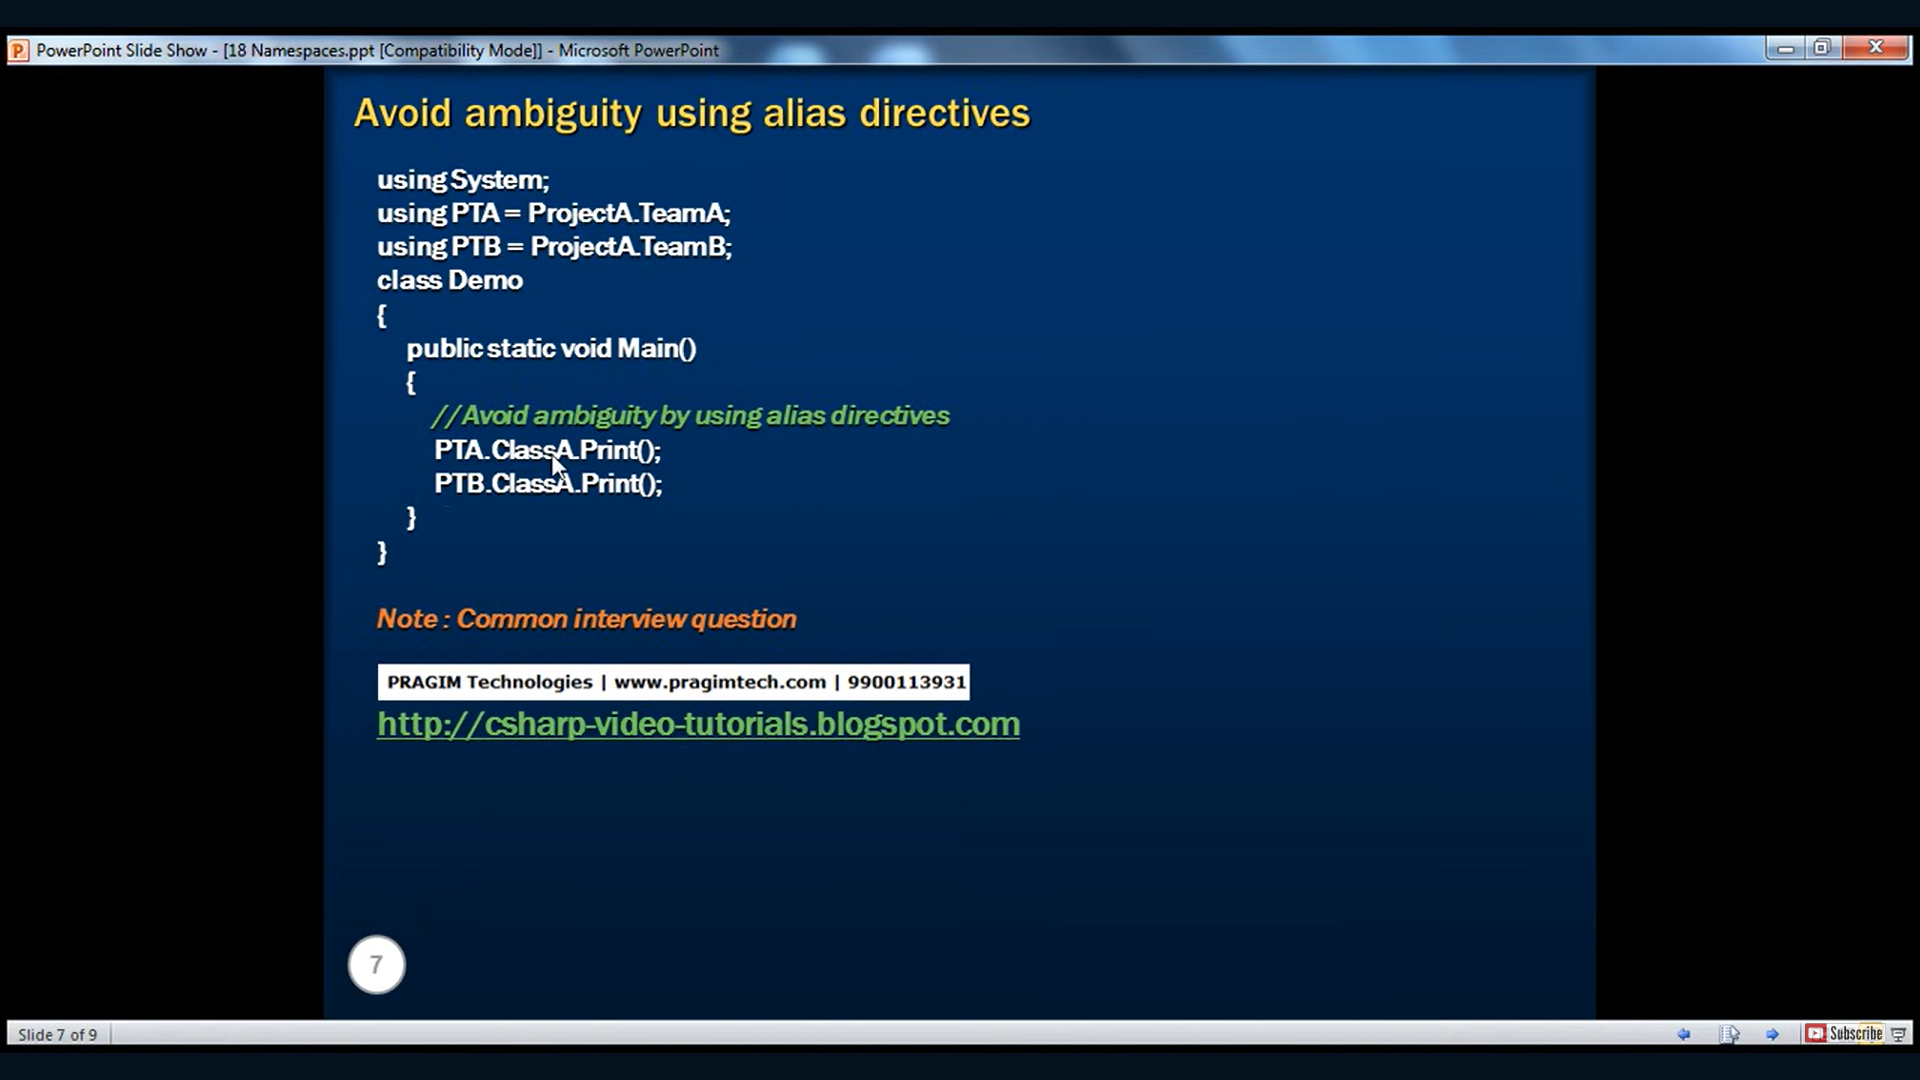 PowerPoint Slide Show - [18 Namespaces.ppt [Compatibility Mode]] - Microsoft PowerPoint
Avoid ambiguity using alias directives
using System;
using PTA = ProjectA.TeamA;
using PTB = ProjectA.TeamB;
class Demo
{
public static void Main()
{
//Avoid ambiguity by using alias directives
PTA.ClassA.Print();
PTB.ClassA.Print();
}
}
Note : Common interview question
PRAGIM Technologies | www.pragimtech.com | 9900113931
http://csharp-video-tutorials.blogspot.com
7
Slide 7 of 9
Subscribe